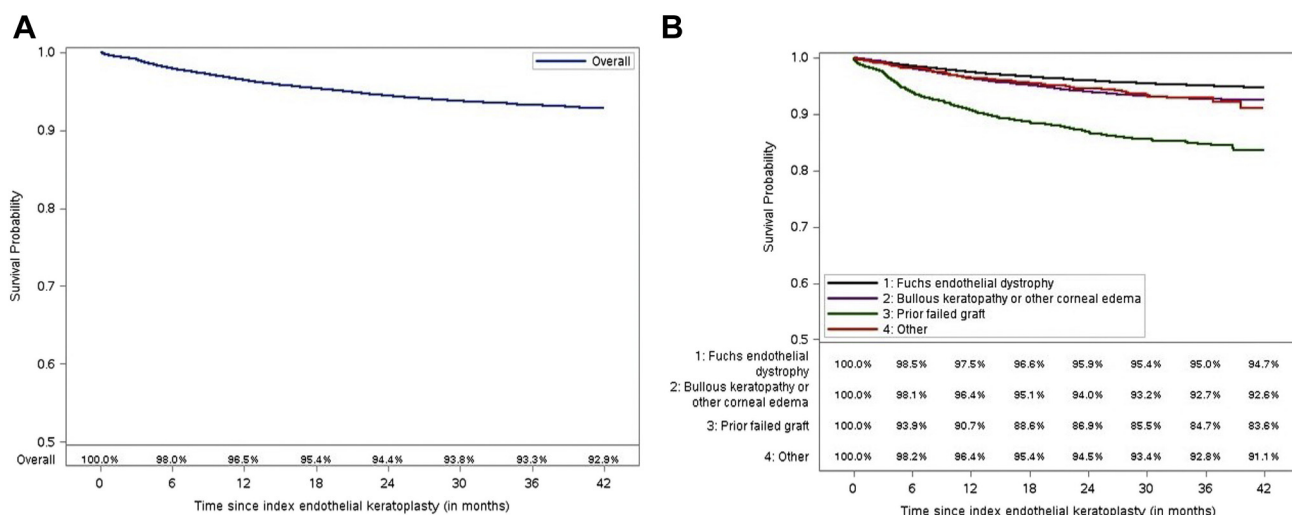 A
1.0
0.9
0.8
0.7
0.6
0.5
Survival Probability
Overall
Overall 100.0% 98.0% 96.5% 95.4% 94.4% 93.8% 93.3% 92.9%
0 6 12 18 24 30 36 42
Time since index endothelial keratoplasty (in months)
B
1.0
0.9
0.8
0.7
0.6
0.5
Survival Probability
1: Fuchs endothelial dystrophy
2: Bullous keratopathy or other corneal edema
3: Prior failed graft
4: Other
1: Fuchs endothelial
dystrophy 100.0% 98.5% 97.5% 96.6% 95.9% 95.4% 95.0% 94.7%
2: Bullous keratopathy or
other corneal edema 100.0% 98.1% 96.4% 95.1% 94.0% 93.2% 92.7% 92.6%
3: Prior failed graft 100.0% 93.9% 90.7% 88.6% 86.9% 85.5% 84.7% 83.6%
4: Other 100.0% 98.2% 96.4% 95.4% 94.5% 93.4% 92.8% 91.1%
0 6 12 18 24 30 36 42
Time since index endothelial keratoplasty (in months)